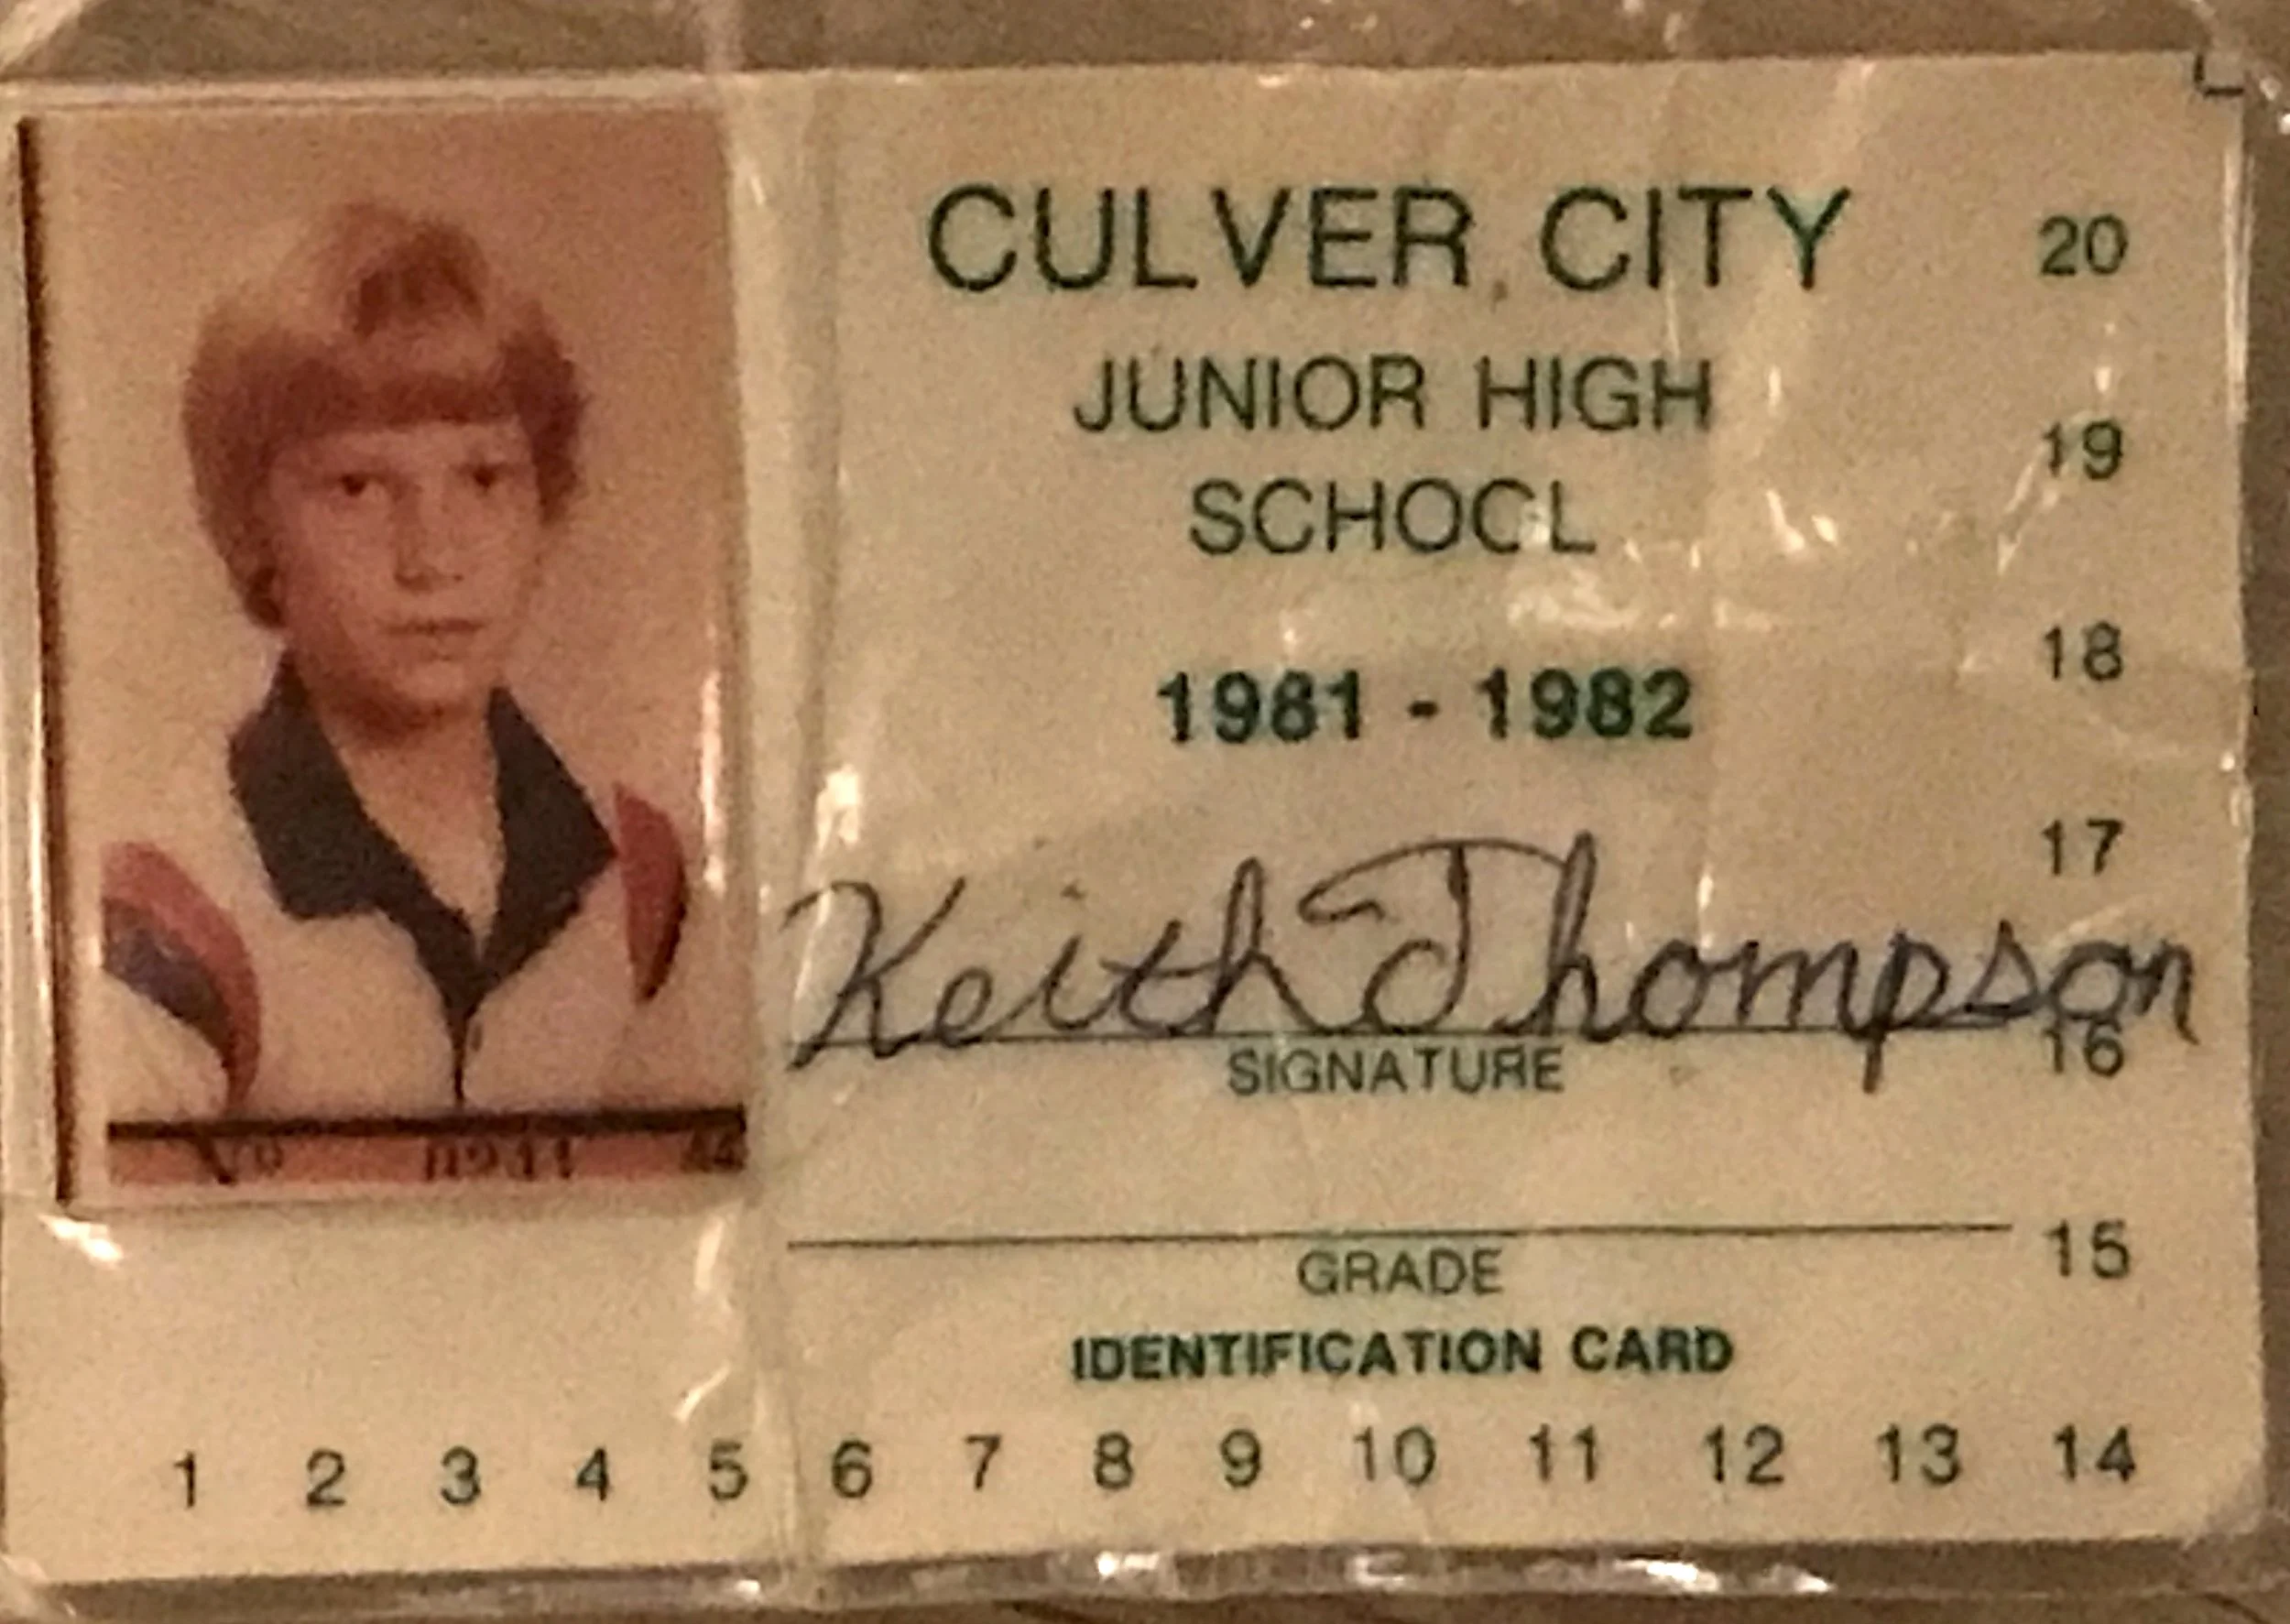 CULVER CITY
JUNIOR HIGH
SCHOOL
1981 - 1982
Keith Thompson
SIGNATURE
GRADE
IDENTIFICATION CARD
1 2 3 4 5 6 7 8 9 10 11 12 13 14
15
16
17
18
19
20